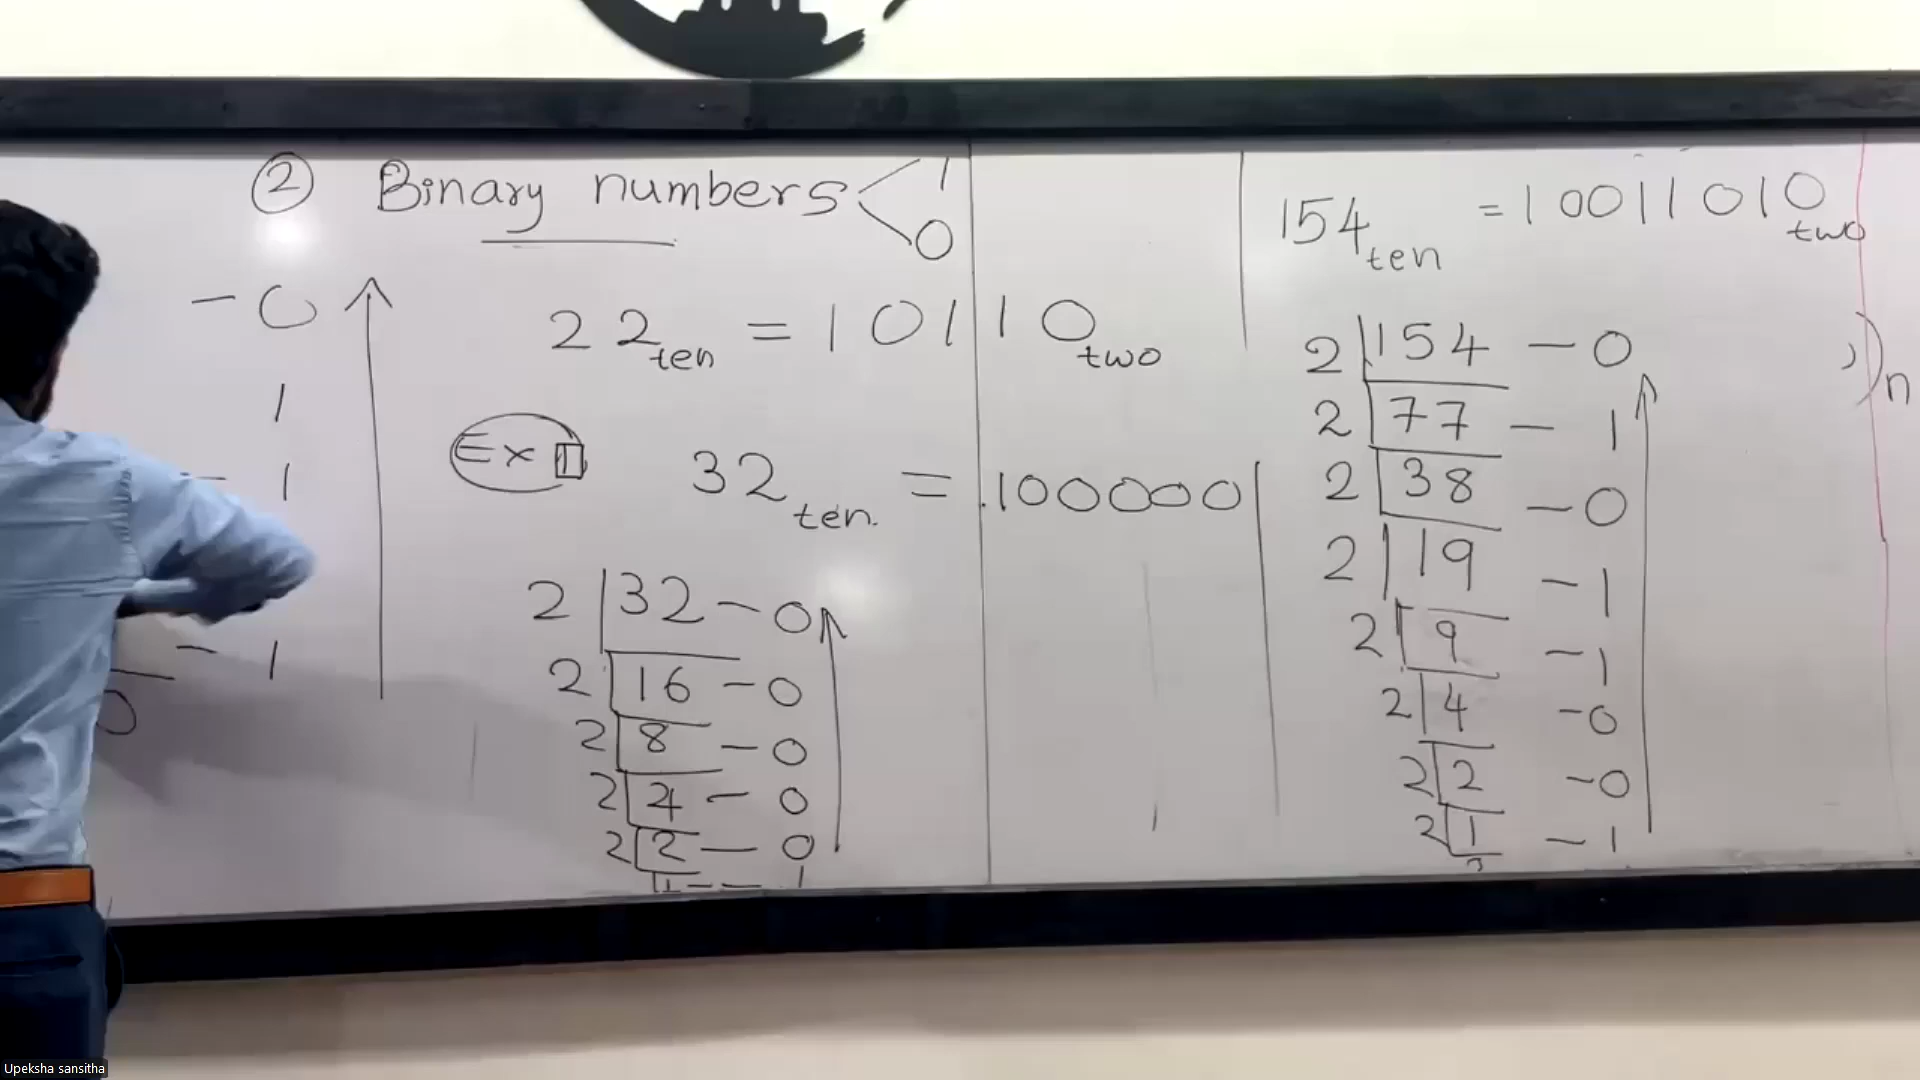 ② Binary numbers < 1
0
- 0
1
- 1
- 1
0
22ten = 10110two
Ex 1 32ten. = 100000
2 32 - 0
2 16 - 0
2 8 - 0
2 4 - 0
2 2 - 0
1 - - 1
154ten = 10011010two
2 154 - 0
2 77 - 1
2 38 - 0
2 19 - 1
2 9 - 1
2 4 - 0
2 2 - 0
2 1 - 1
)n
Upeksha sansitha